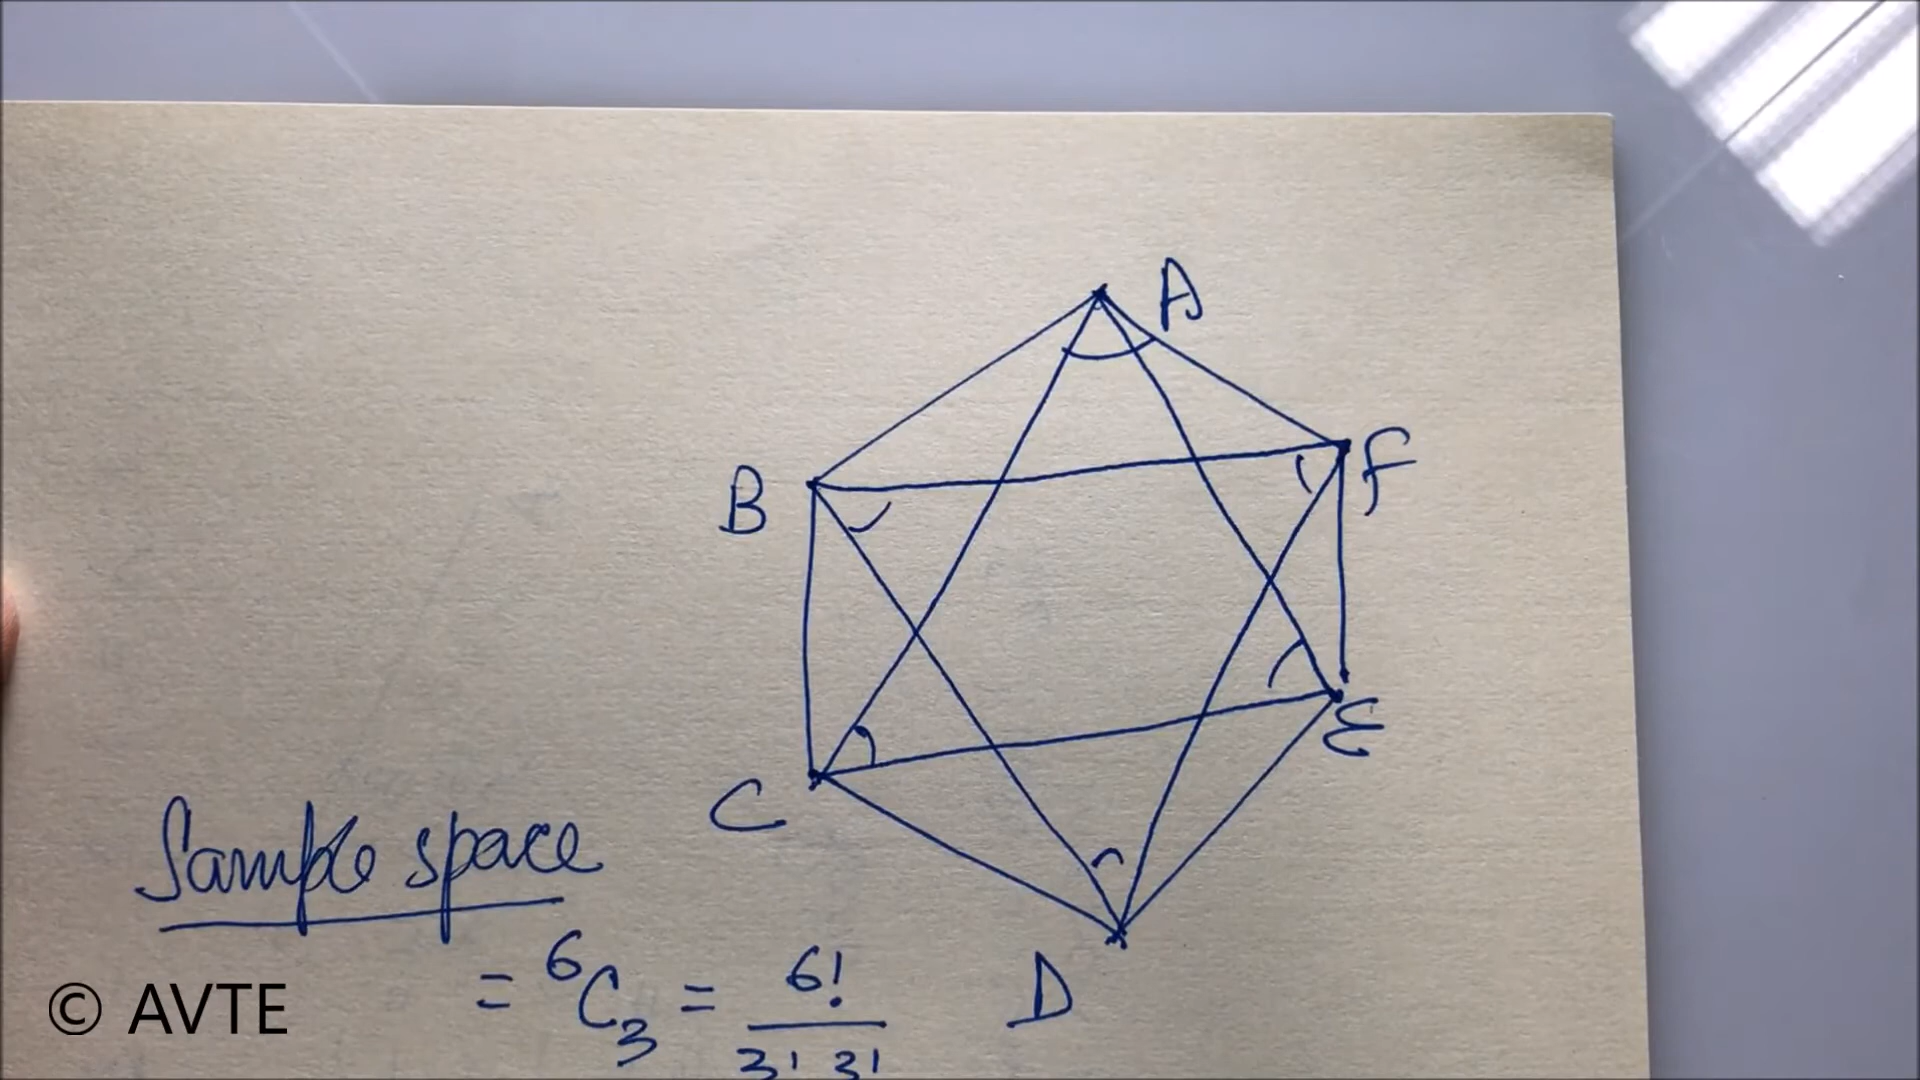 A
B
F
E
C
Sample space
= ⁶C₃ = 6! / 3! 3!
D
© AVTE